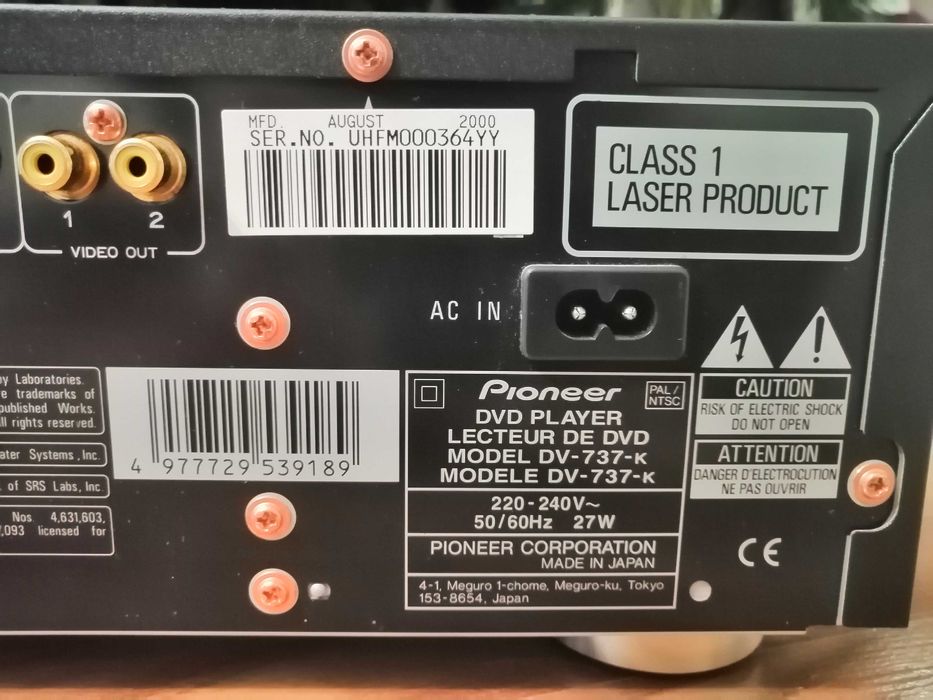 MFD. AUGUST 2000
SER.NO. UHFM000364YY
CLASS 1
LASER PRODUCT
1 2
VIDEO OUT
AC IN
Laboratories.
trademarks of
published Works.
All rights reserved.
Systems, Inc.
of SRS Labs, Inc
Nos. 4,631,603,
licensed for
4 977729 539189
Pioneer
PAL/
NTSC
DVD PLAYER
LECTEUR DE DVD
MODEL DV-737-K
MODELE DV-737-K
220-240V~
50/60Hz 27W
PIONEER CORPORATION
MADE IN JAPAN
4-1, Meguro 1-chome, Meguro-ku, Tokyo
153-8654, Japan
CAUTION
RISK OF ELECTRIC SHOCK
DO NOT OPEN
ATTENTION
DANGER D'ELECTROCUTION
NE PAS OUVRIR
CE